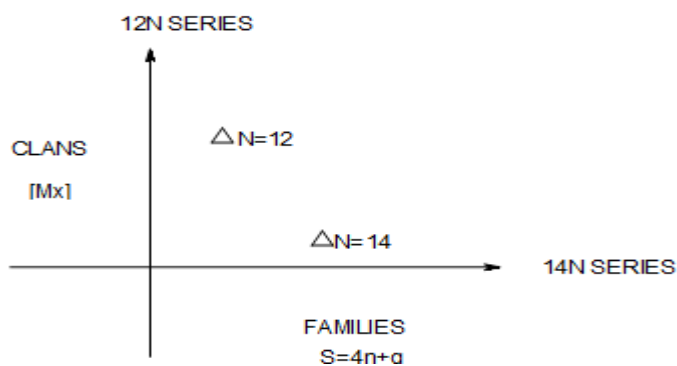 12N SERIES
△N=12
CLANS
[Mx]
△N=14
14N SERIES
FAMILIES
S=4n+q